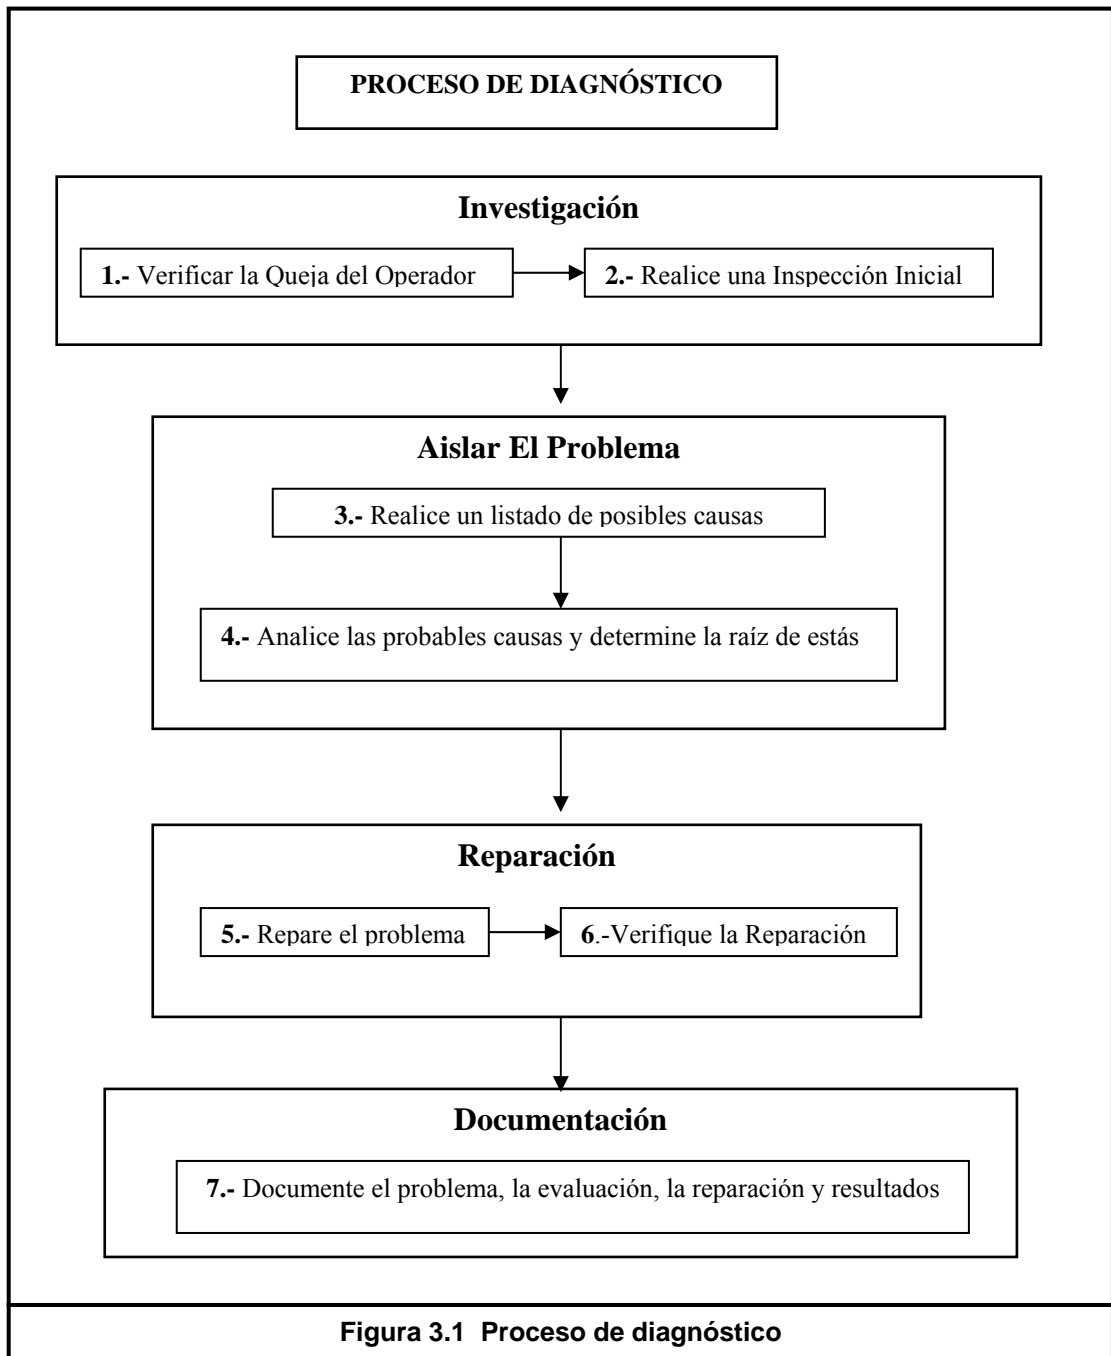 PROCESO DE DIAGNÓSTICO
Investigación
1.- Verificar la Queja del Operador
2.- Realice una Inspección Inicial
Aislar El Problema
3.- Realice un listado de posibles causas
4.- Analice las probables causas y determine la raíz de estás
Reparación
5.- Repare el problema
6.-Verifique la Reparación
Documentación
7.- Documente el problema, la evaluación, la reparación y resultados
Figura 3.1 Proceso de diagnóstico